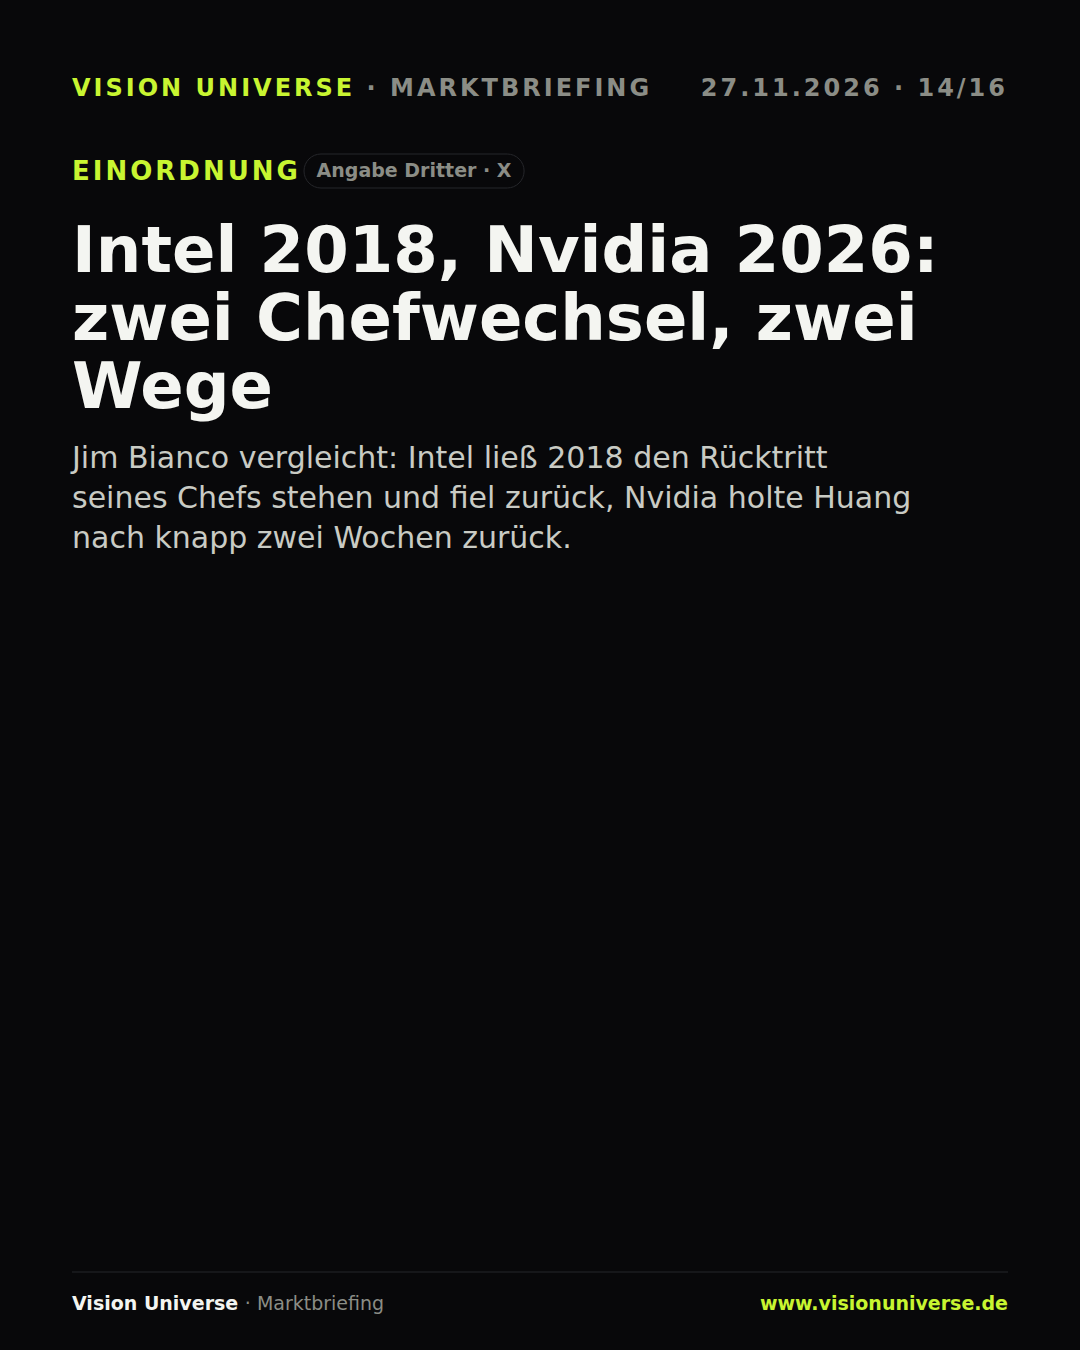 VISION UNIVERSE · MARKTBRIEFING 27.11.2026 · 14/16
EINORDNUNG Angabe Dritter · X
Intel 2018, Nvidia 2026:
zwei Chefwechsel, zwei
Wege
Jim Bianco vergleicht: Intel ließ 2018 den Rücktritt
seines Chefs stehen und fiel zurück, Nvidia holte Huang
nach knapp zwei Wochen zurück.
Vision Universe · Marktbriefing www.visionuniverse.de